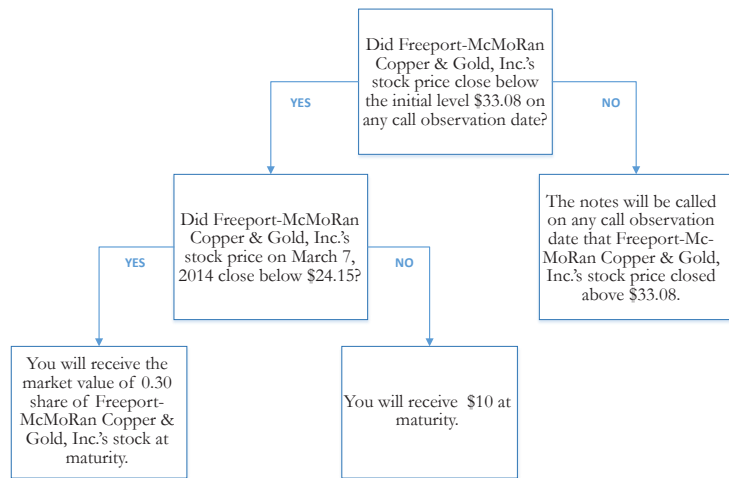 Did Freeport-McMoRan
Copper & Gold, Inc.'s
stock price close below
the initial level $33.08 on
any call observation date?
YES
NO
Did Freeport-McMoRan
Copper & Gold, Inc.'s
stock price on March 7,
2014 close below $24.15?
The notes will be called
on any call observation
date that Freeport-Mc-
MoRan Copper & Gold,
Inc.'s stock price closed
above $33.08.
YES
NO
You will receive the
market value of 0.30
share of Freeport-
McMoRan Copper &
Gold, Inc.'s stock at
maturity.
You will receive $10 at
maturity.